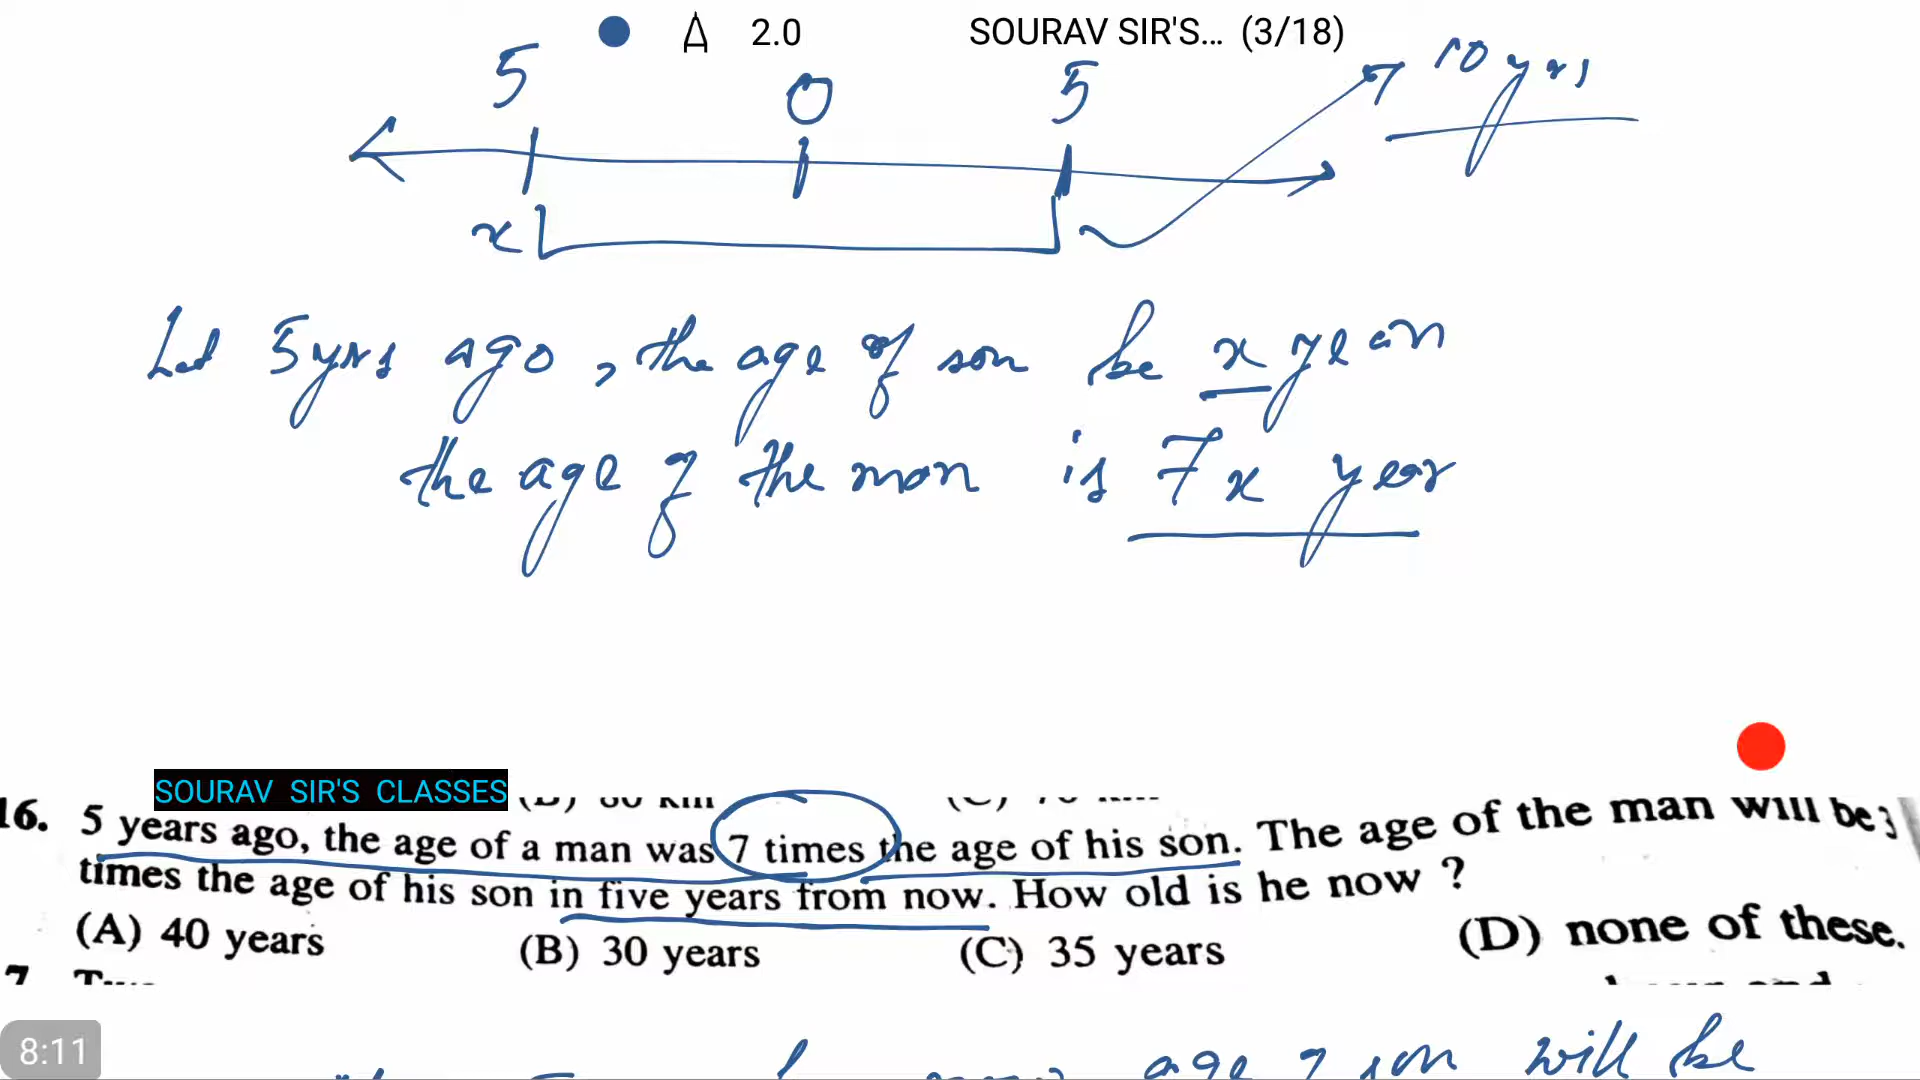 2.0 SOURAV SIR'S... (3/18)
5 0 5 10 yrs
x
Let 5yrs ago, the age of son be x years
the age of the man is 7x year
SOURAV SIR'S CLASSES
16. 5 years ago, the age of a man was 7 times the age of his son. The age of the man will be 3
times the age of his son in five years from now. How old is he now ?
(A) 40 years (B) 30 years (C) 35 years (D) none of these.
8:11
age of son will be